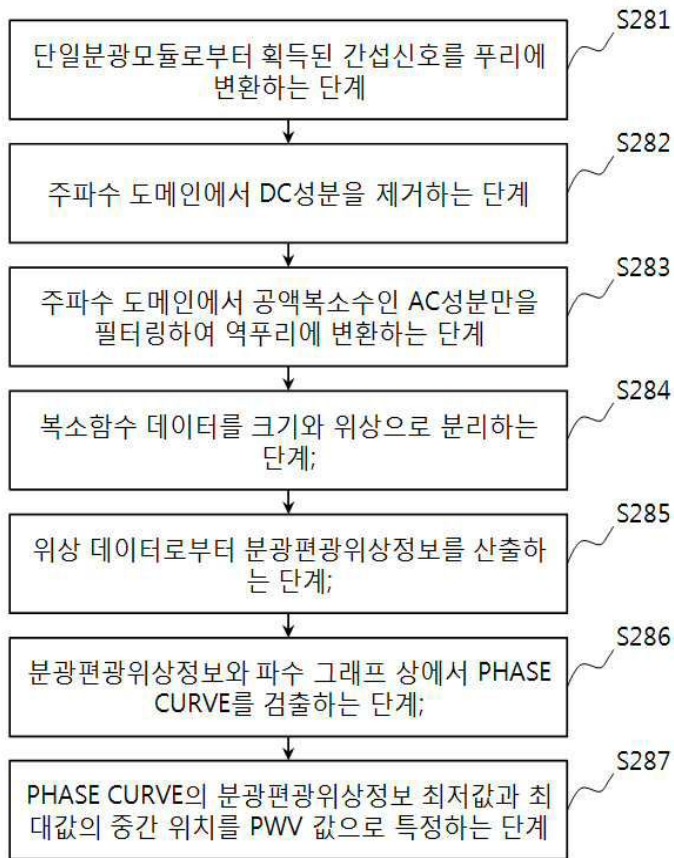 S281
단일분광모듈로부터 획득된 간섭신호를 푸리에
변환하는 단계
S282
주파수 도메인에서 DC성분을 제거하는 단계
S283
주파수 도메인에서 공액복소수인 AC성분만을
필터링하여 역푸리에 변환하는 단계
S284
복소함수 데이터를 크기와 위상으로 분리하는
단계;
S285
위상 데이터로부터 분광편광위상정보를 산출하
는 단계;
S286
분광편광위상정보와 파수 그래프 상에서 PHASE
CURVE를 검출하는 단계;
S287
PHASE CURVE의 분광편광위상정보 최저값과 최
대값의 중간 위치를 PWV 값으로 특정하는 단계